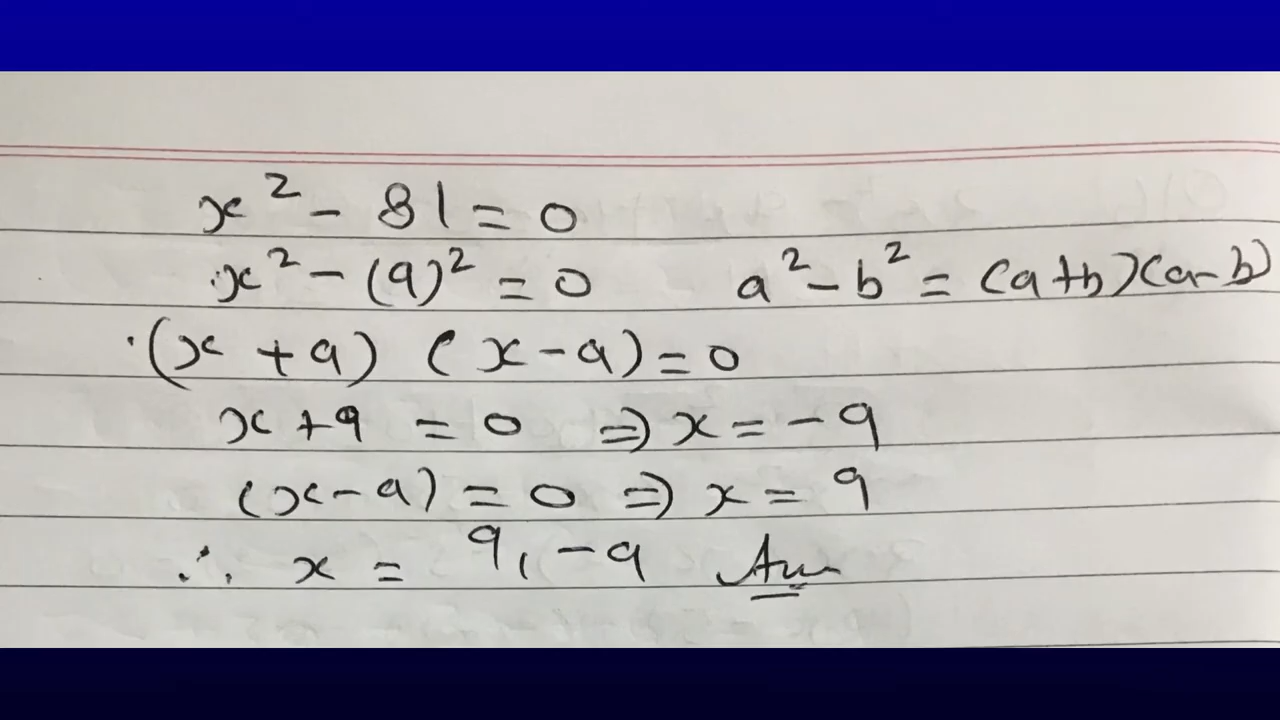 x² - 81 = 0
x² - (9)² = 0 a² - b² = (a+b)(a-b)
(x + 9) (x - 9) = 0
x + 9 = 0 ⇒ x = -9
(x - 9) = 0 ⇒ x = 9
∴ x = 9, -9 Ans